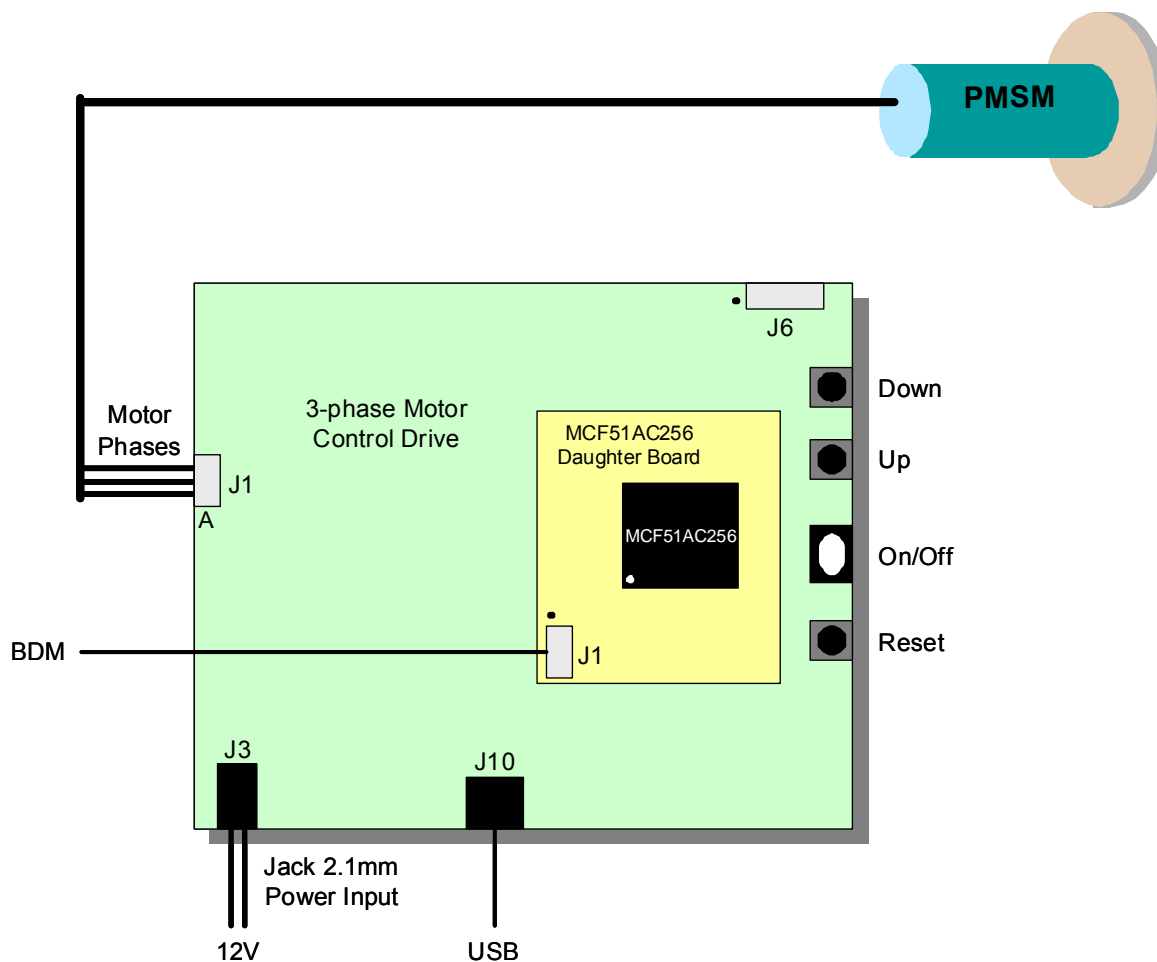 PMSM
J6
Down
3-phase Motor
Control Drive
Motor
Phases
MCF51AC256
Daughter Board
Up
J1
A
MCF51AC256
On/Off
Reset
BDM
J1
J3
J10
Jack 2.1mm
Power Input
12V
USB